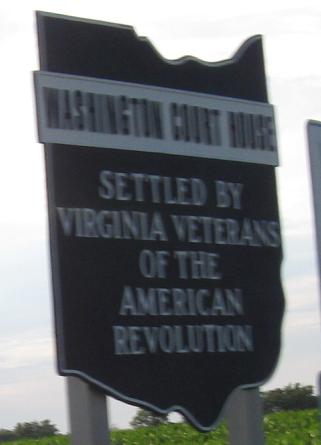 WASHINGTON COURT HOUSE
SETTLED BY
VIRGINIA VETERANS
OF THE
AMERICAN
REVOLUTION